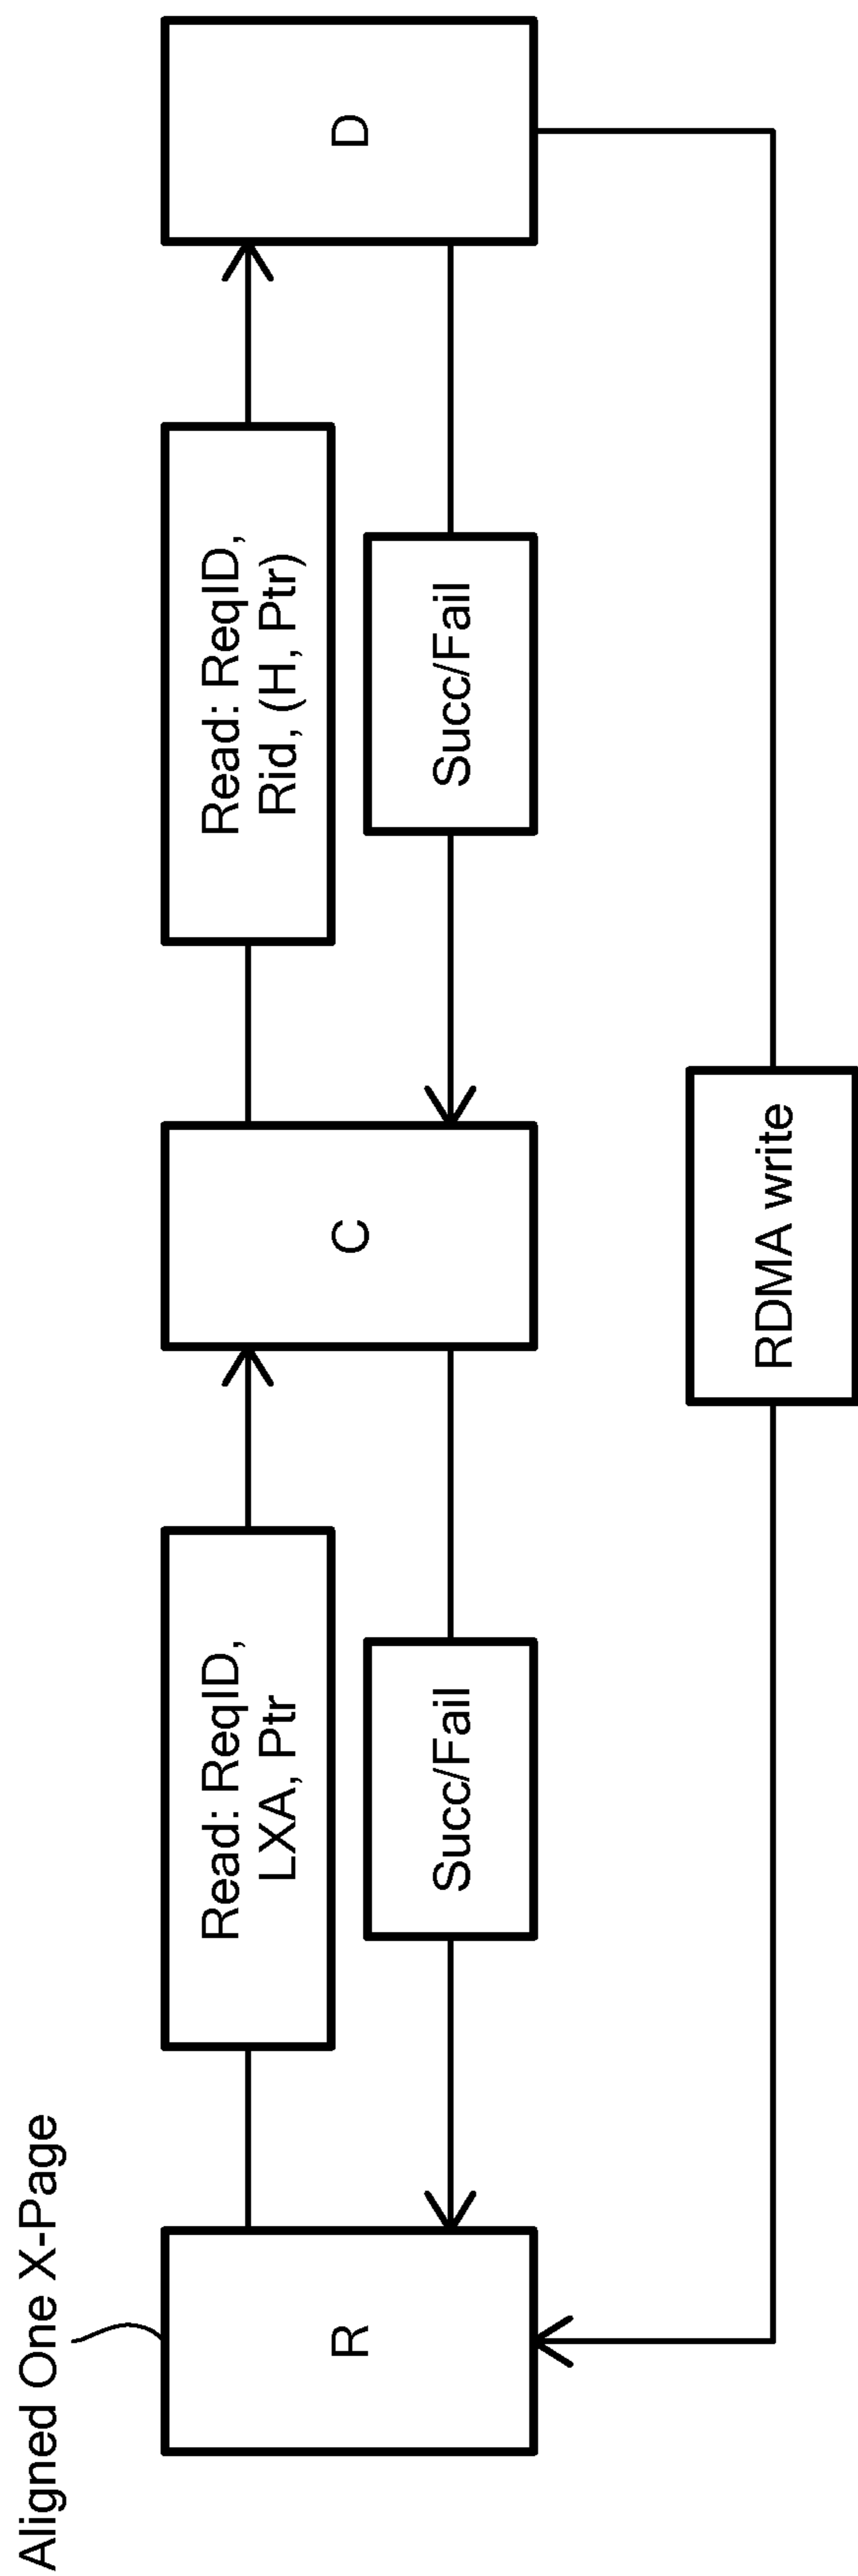 Aligned One X-Page
R
Read: ReqID,
LXA, Ptr
Succ/Fail
C
Read: ReqID,
Rid, (H, Ptr)
Succ/Fail
D
RDMA write